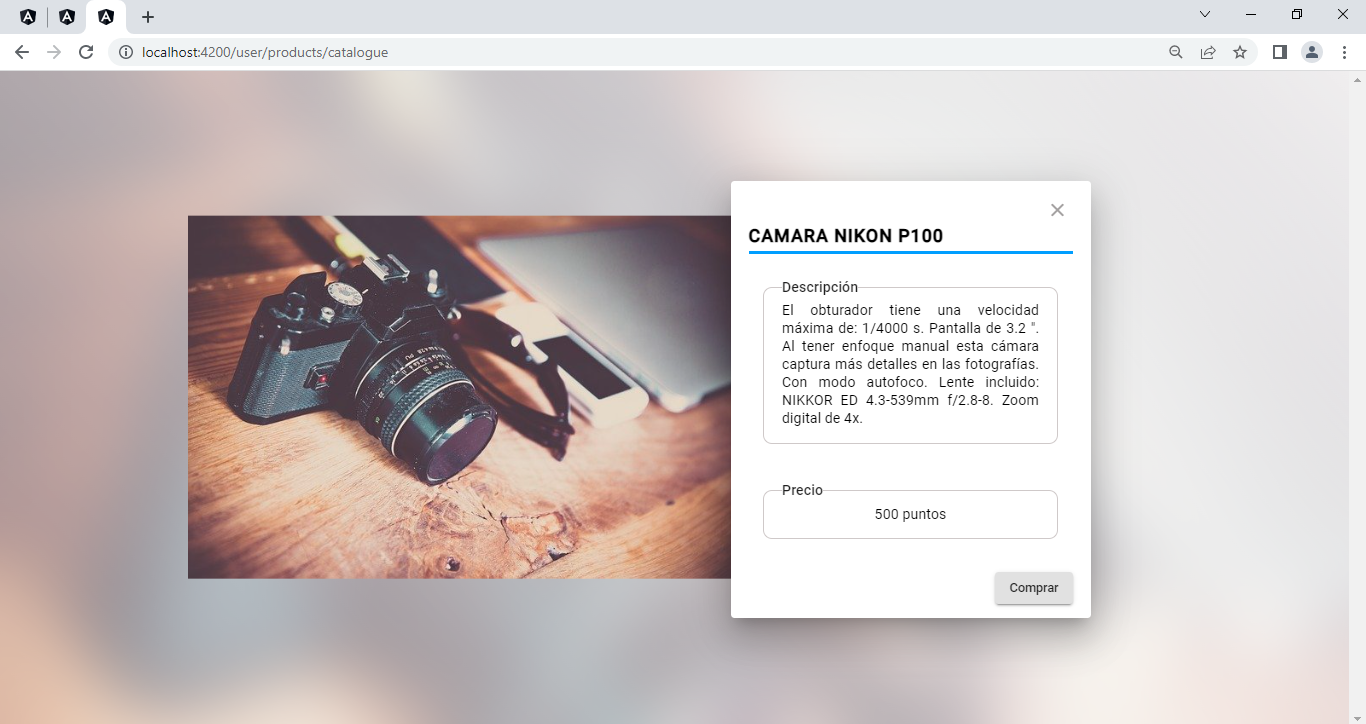 localhost:4200/user/products/catalogue
CAMARA NIKON P100
Descripción
El obturador tiene una velocidad
máxima de: 1/4000 s. Pantalla de 3.2 ".
Al tener enfoque manual esta cámara
captura más detalles en las fotografías.
Con modo autofoco. Lente incluido:
NIKKOR ED 4.3-539mm f/2.8-8. Zoom
digital de 4x.
Precio
500 puntos
Comprar